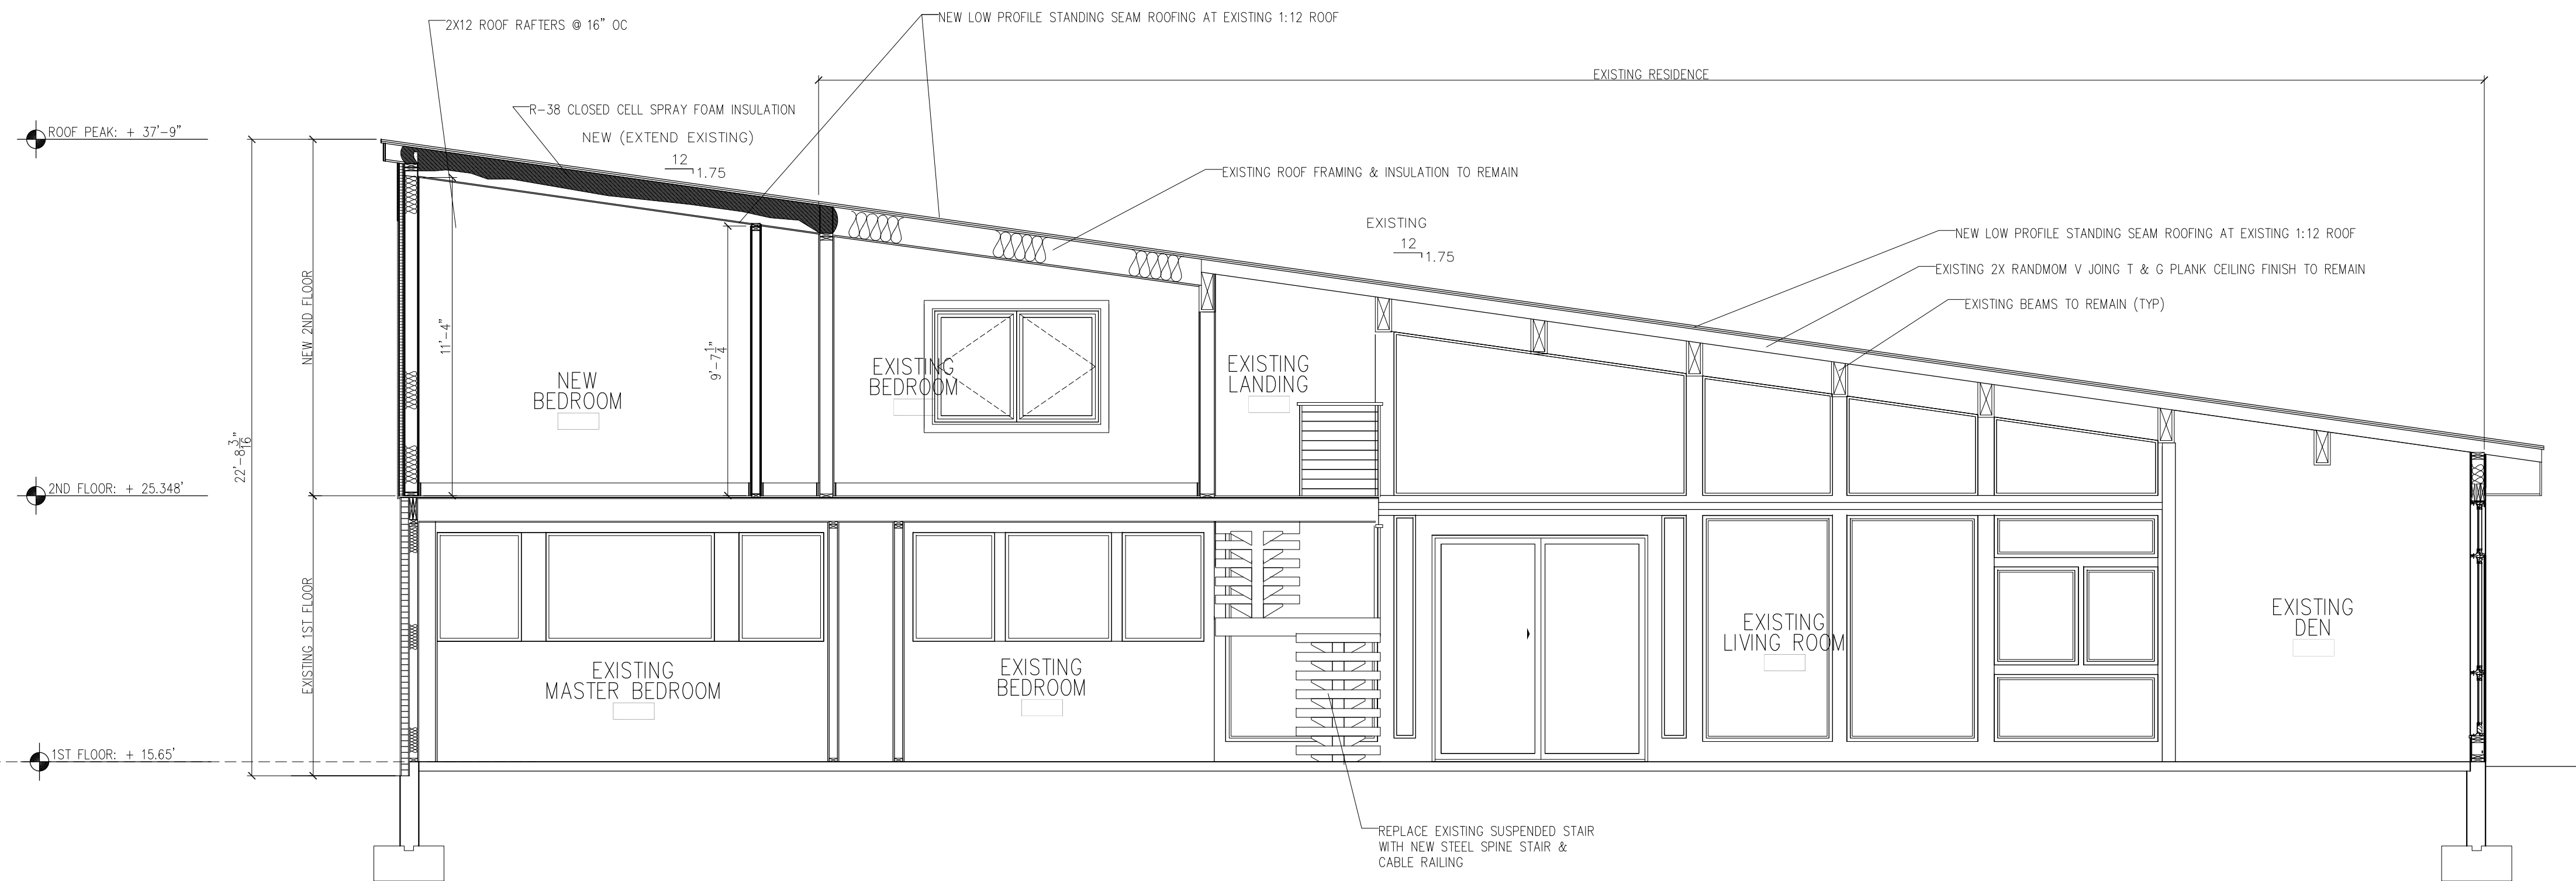 2X12 ROOF RAFTERS @ 16" OC
NEW LOW PROFILE STANDING SEAM ROOFING AT EXISTING 1:12 ROOF
EXISTING RESIDENCE
R-38 CLOSED CELL SPRAY FOAM INSULATION
NEW (EXTEND EXISTING)
12
1.75
ROOF PEAK: + 37'-9"
EXISTING ROOF FRAMING & INSULATION TO REMAIN
EXISTING
12
1.75
NEW LOW PROFILE STANDING SEAM ROOFING AT EXISTING 1:12 ROOF
EXISTING 2X RANDMOM V JOING T & G PLANK CEILING FINISH TO REMAIN
EXISTING BEAMS TO REMAIN (TYP)
NEW 2ND FLOOR
11'-4"
9'-7 1/4"
22'-8 3/16"
NEW
BEDROOM
EXISTING
BEDROOM
EXISTING
LANDING
2ND FLOOR: + 25.348'
EXISTING 1ST FLOOR
EXISTING
MASTER BEDROOM
EXISTING
BEDROOM
EXISTING
LIVING ROOM
EXISTING
DEN
1ST FLOOR: + 15.65'
REPLACE EXISTING SUSPENDED STAIR
WITH NEW STEEL SPINE STAIR &
CABLE RAILING